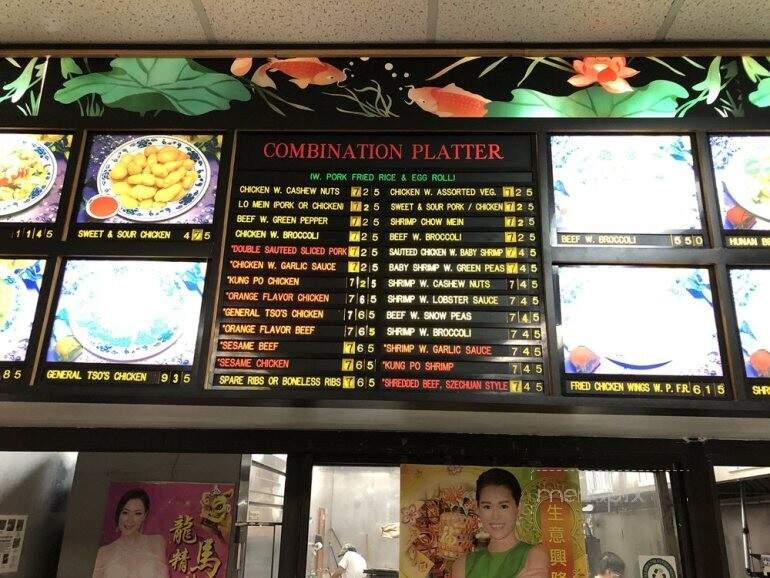 COMBINATION PLATTER
(W. PORK FRIED RICE & EGG ROLL)
CHICKEN W. CASHEW NUTS 725
LO MEIN (PORK OR CHICKEN) 725
BEEF W. GREEN PEPPER 725
CHICKEN W. BROCCOLI 725
*DOUBLE SAUTEED SLICED PORK 725
*CHICKEN W. GARLIC SAUCE 725
*KUNG PO CHICKEN 725
*ORANGE FLAVOR CHICKEN 765
*GENERAL TSO'S CHICKEN 765
*ORANGE FLAVOR BEEF 765
*SESAME BEEF 765
*SESAME CHICKEN 765
SPARE RIBS OR BONELESS RIBS 765
CHICKEN W. ASSORTED VEG. 725
SWEET & SOUR PORK / CHICKEN 725
SHRIMP CHOW MEIN 725
BEEF W. BROCCOLI 725
SAUTEED CHICKEN W. BABY SHRIMP 745
BABY SHRIMP W. GREEN PEAS 745
SHRIMP W. CASHEW NUTS 745
SHRIMP W. LOBSTER SAUCE 745
BEEF W. SNOW PEAS 745
SHRIMP W. BROCCOLI 745
*SHRIMP W. GARLIC SAUCE 745
*KUNG PO SHRIMP 745
*SHREDDED BEEF, SZECHUAN STYLE 745
1145
SWEET & SOUR CHICKEN 475
BEEF W. BROCCOLI 550
HUNAN
85
GENERAL TSO'S CHICKEN 935
FRIED CHICKEN WINGS W. P.F.R. 615
SHR
龍馬
精
生意興隆
menupix